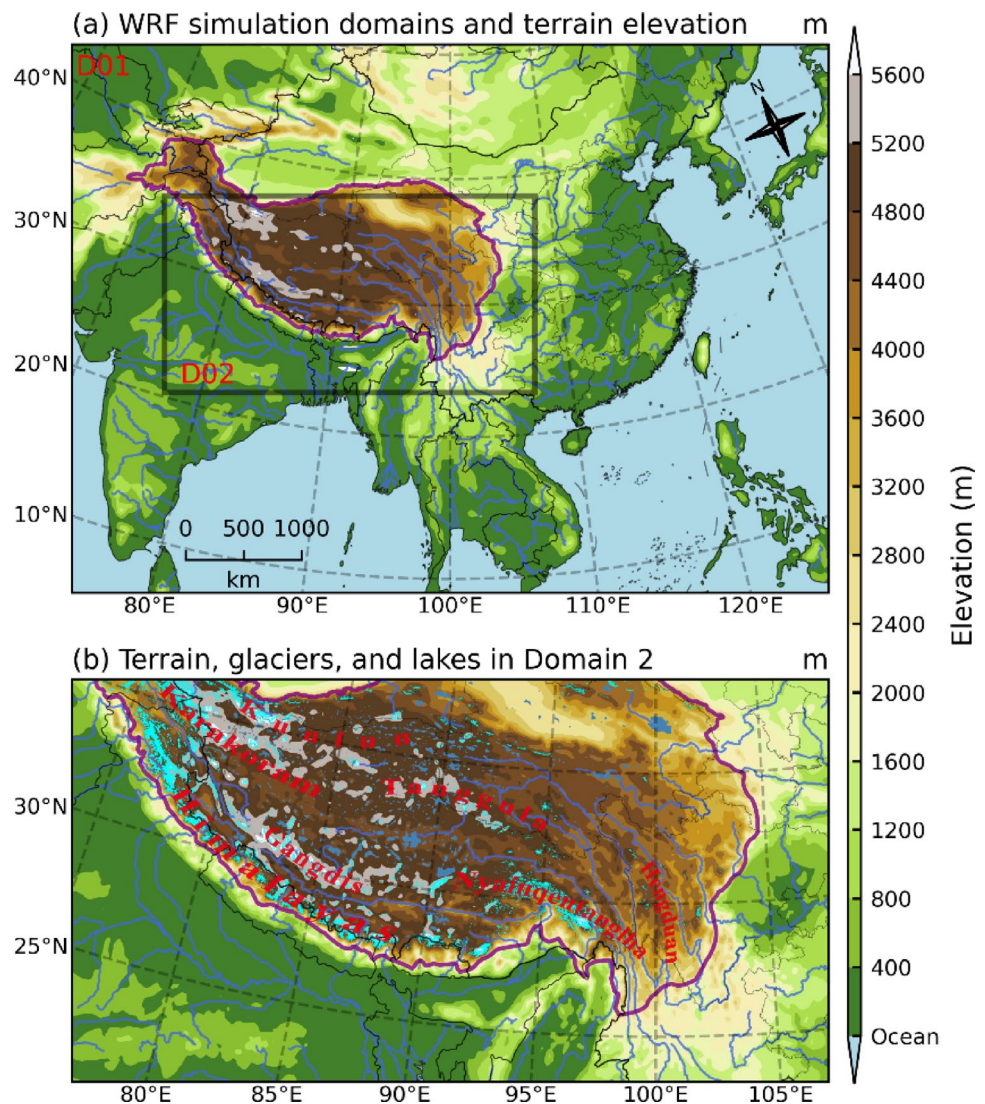 (a) WRF simulation domains and terrain elevation m
D01
N
40°N
30°N
20°N
10°N
D02
0 500 1000
km
80°E 90°E 100°E 110°E 120°E
(b) Terrain, glaciers, and lakes in Domain 2 m
Kunlun
Karakoram
Tanggula
Himalayas
Gangdis
Nyainqentanglha
Hengduan
30°N
25°N
80°E 85°E 90°E 95°E 100°E 105°E
5600
5200
4800
4400
4000
3600
3200
2800
2400
2000
1600
1200
800
400
Ocean
Elevation (m)